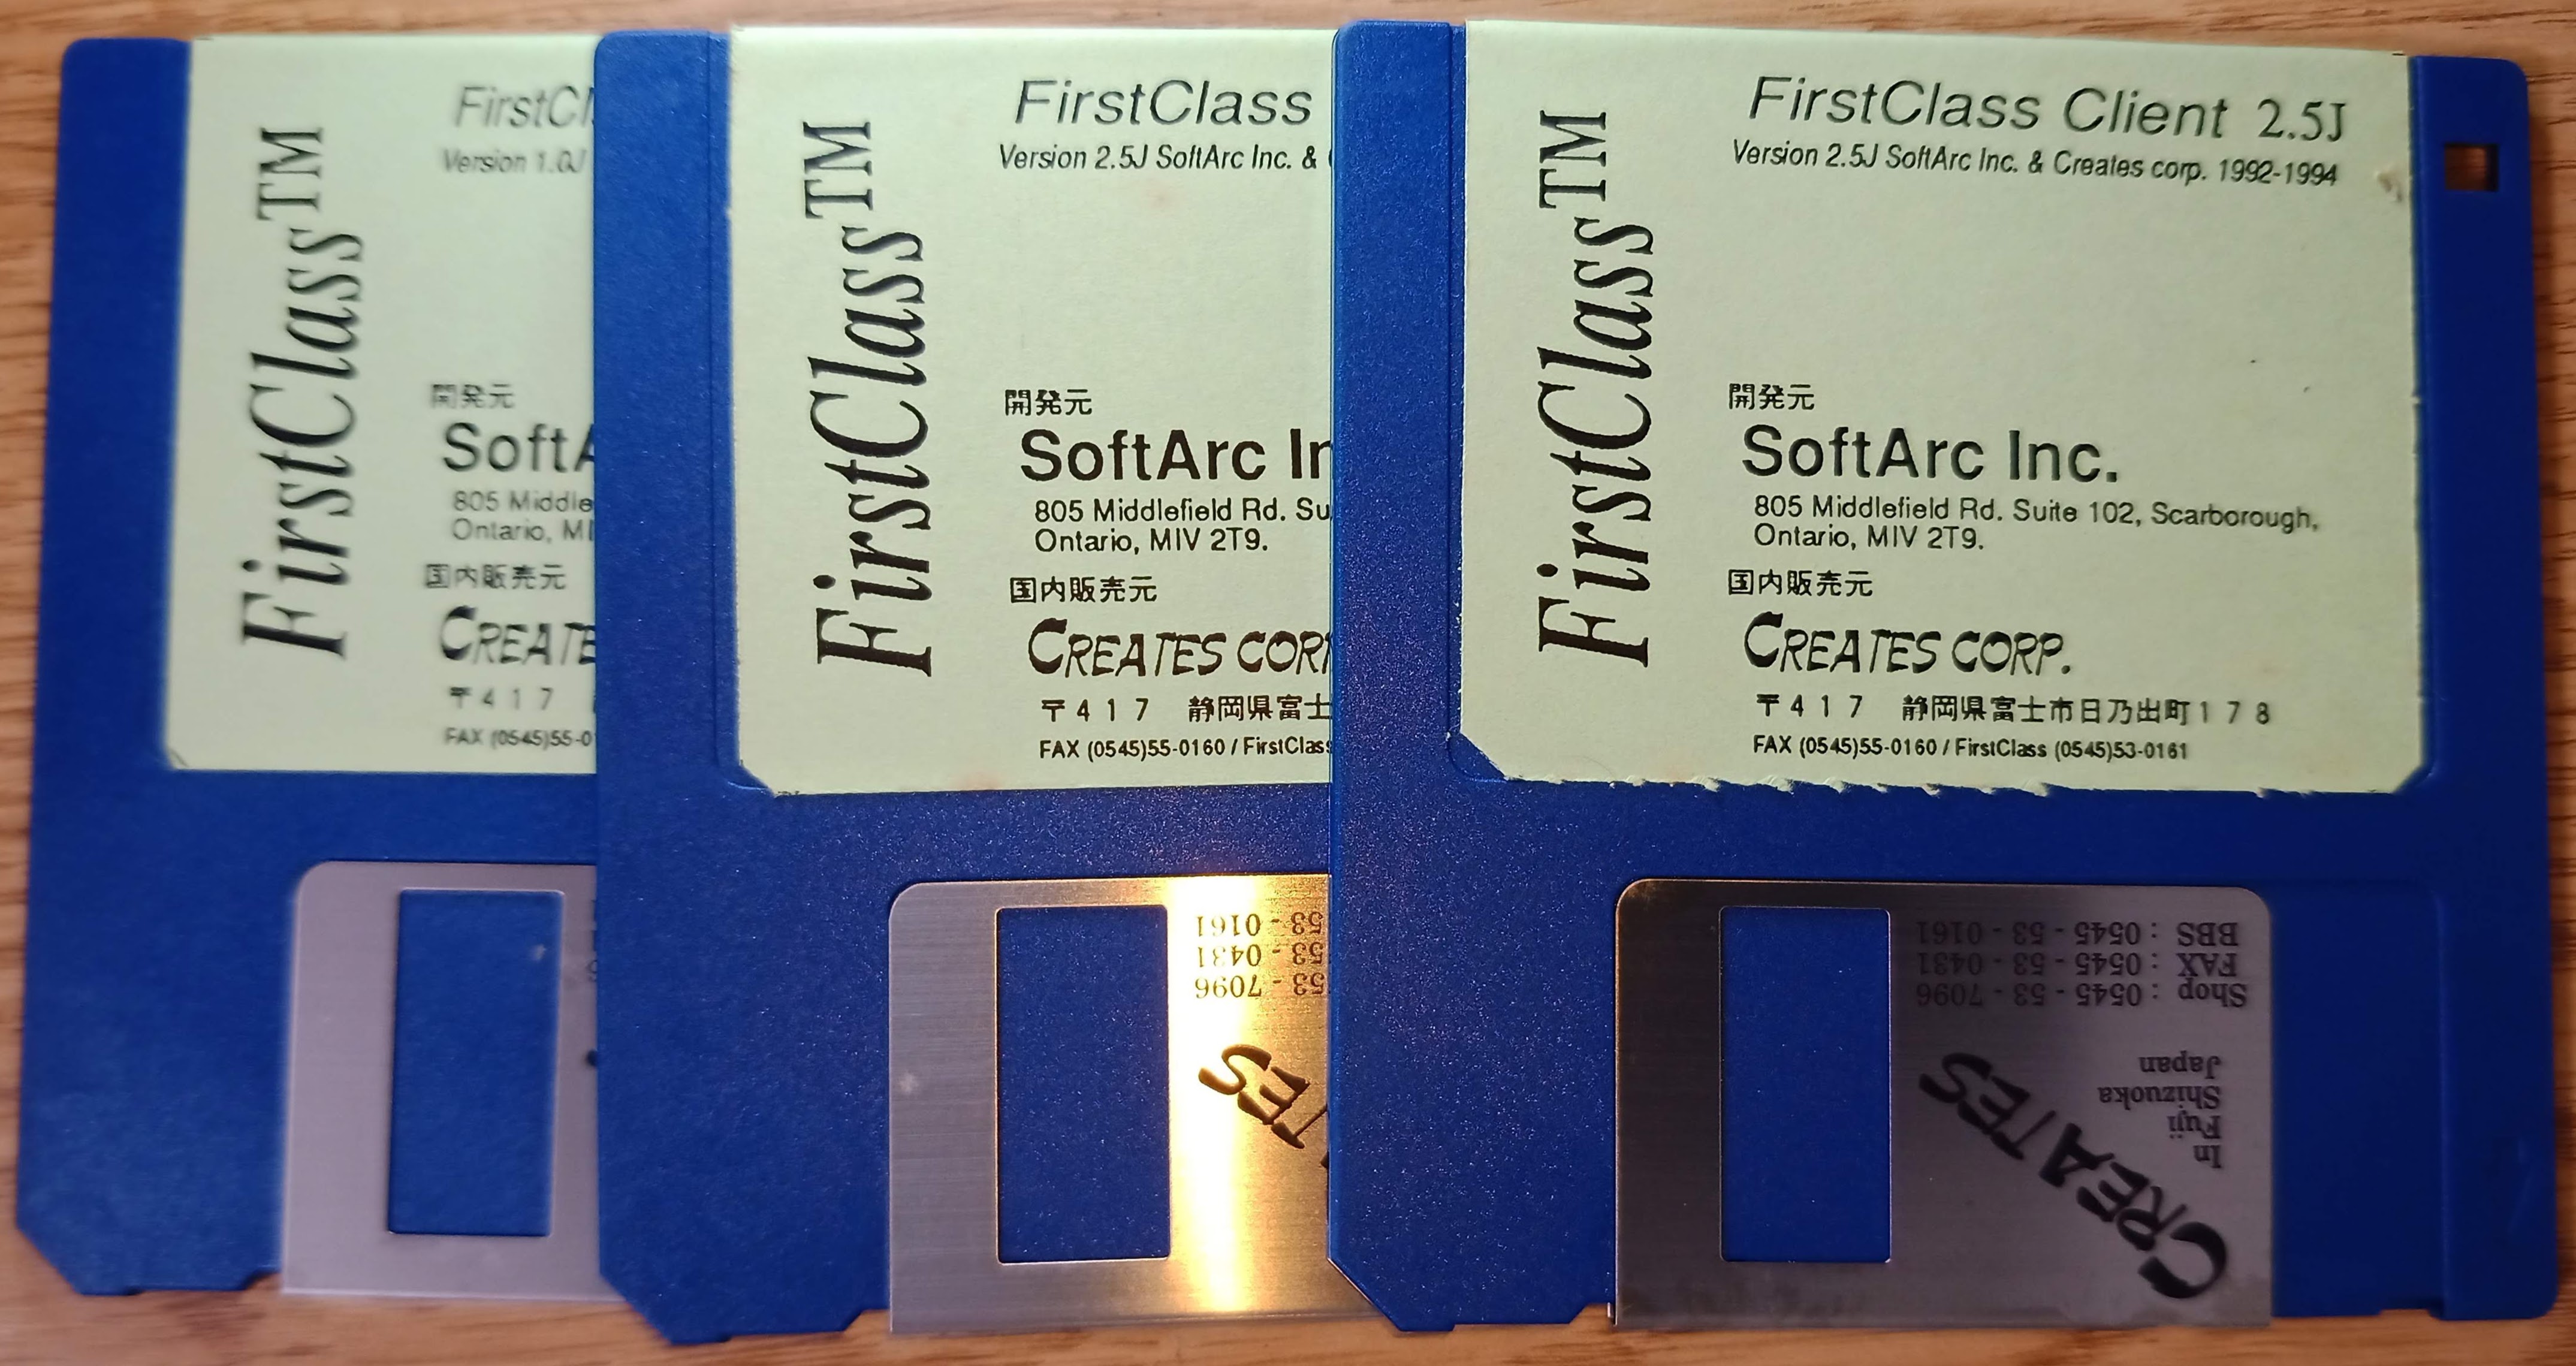 FirstClass™
FirstCl
Version 1.0J
開発元
SoftA
805 Middle
Ontario, MI
国内販売元
CREATE
〒417
FAX (0545)55-0
FirstClass™
FirstClass
Version 2.5J SoftArc Inc. &
開発元
SoftArc In
805 Middlefield Rd. Su
Ontario, MIV 2T9.
国内販売元
CREATES CORP
〒417 静岡県富士
FAX (0545)55-0160 / FirstClass
53 - 0161
53 - 0431
53 - 7096
TES
FirstClass™
FirstClass Client 2.5J
Version 2.5J SoftArc Inc. & Creates corp. 1992-1994
開発元
SoftArc Inc.
805 Middlefield Rd. Suite 102, Scarborough,
Ontario, MIV 2T9.
国内販売元
CREATES CORP.
〒417 静岡県富士市日乃出町178
FAX (0545)55-0160 / FirstClass (0545)53-0161
CREATES
In
Fuji
Shizuoka
Japan
Shop : 0545 - 53 - 7096
FAX : 0545 - 53 - 0431
BBS : 0545 - 53 - 0161